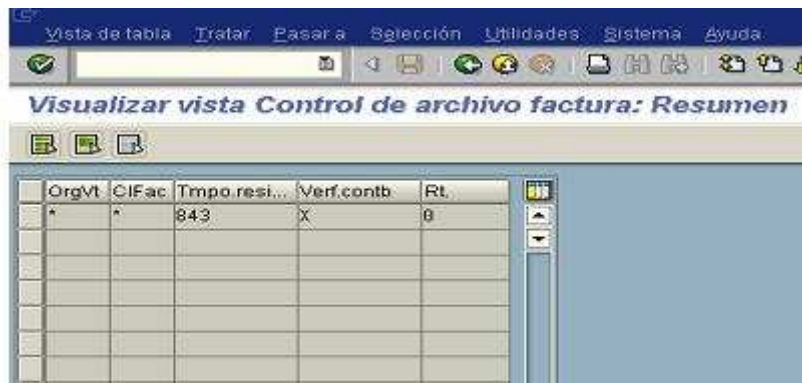 Vista de tabla Tratar Pasar a Selección Utilidades Sistema Ayuda
Visualizar vista Control de archivo factura: Resumen
OrgVt ClFac Tmpo.resi... Verf.contb. Rt.
* * 843 X 0